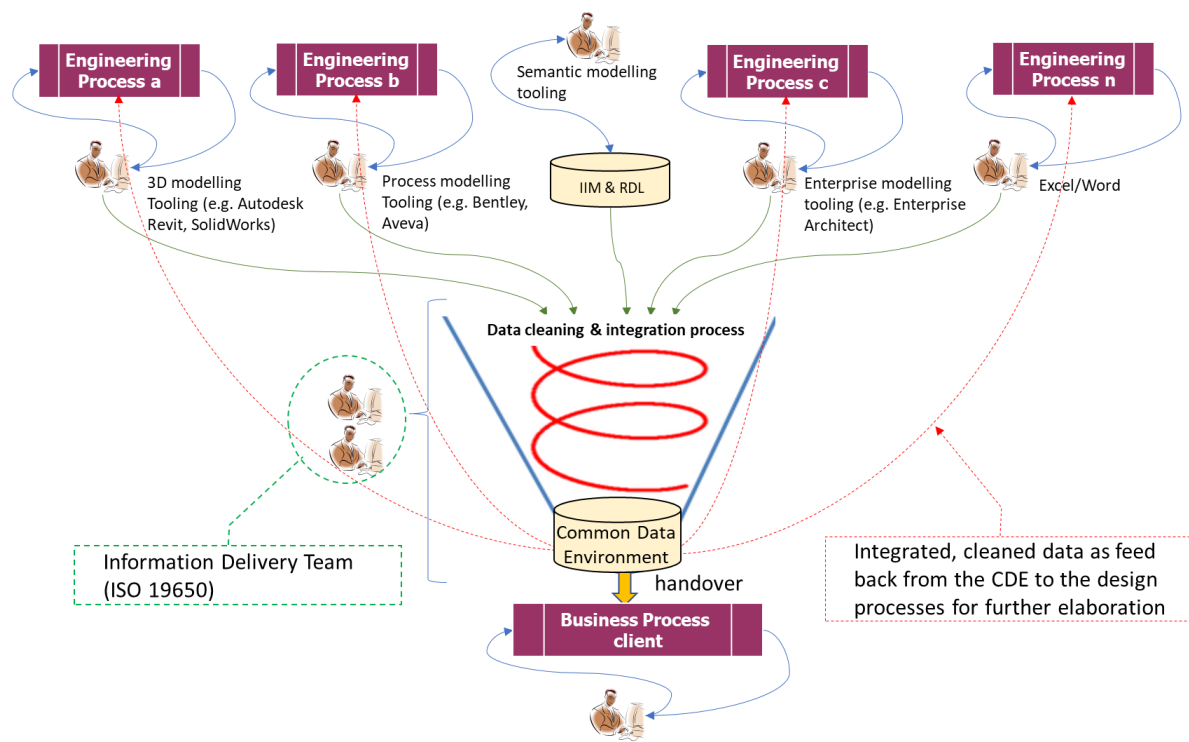 Engineering
Process a
Engineering
Process b
Semantic modelling
tooling
Engineering
Process c
Engineering
Process n
3D modelling
Tooling (e.g. Autodesk
Revit, SolidWorks)
Process modelling
Tooling (e.g. Bentley,
Aveva)
IIM & RDL
Enterprise modelling
tooling (e.g. Enterprise
Architect)
Excel/Word
Data cleaning & integration process
Common Data
Environment
Information Delivery Team
(ISO 19650)
Integrated, cleaned data as feed
back from the CDE to the design
processes for further elaboration
handover
Business Process
client